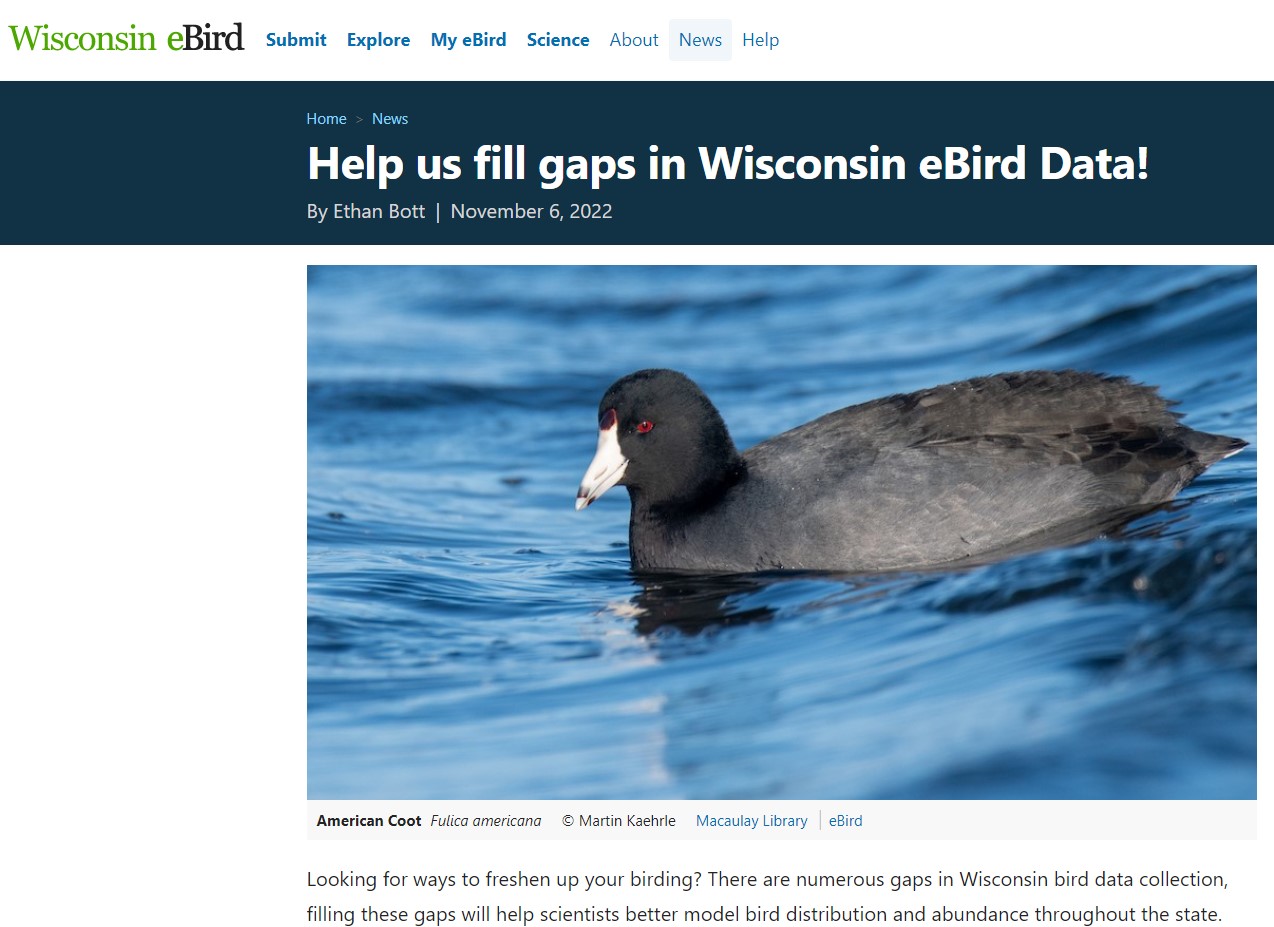 Wisconsin eBird Submit Explore My eBird Science About News Help
Home > News
Help us fill gaps in Wisconsin eBird Data!
By Ethan Bott | November 6, 2022
American Coot Fulica americana © Martin Kaehrle Macaulay Library | eBird
Looking for ways to freshen up your birding? There are numerous gaps in Wisconsin bird data collection,
filling these gaps will help scientists better model bird distribution and abundance throughout the state.